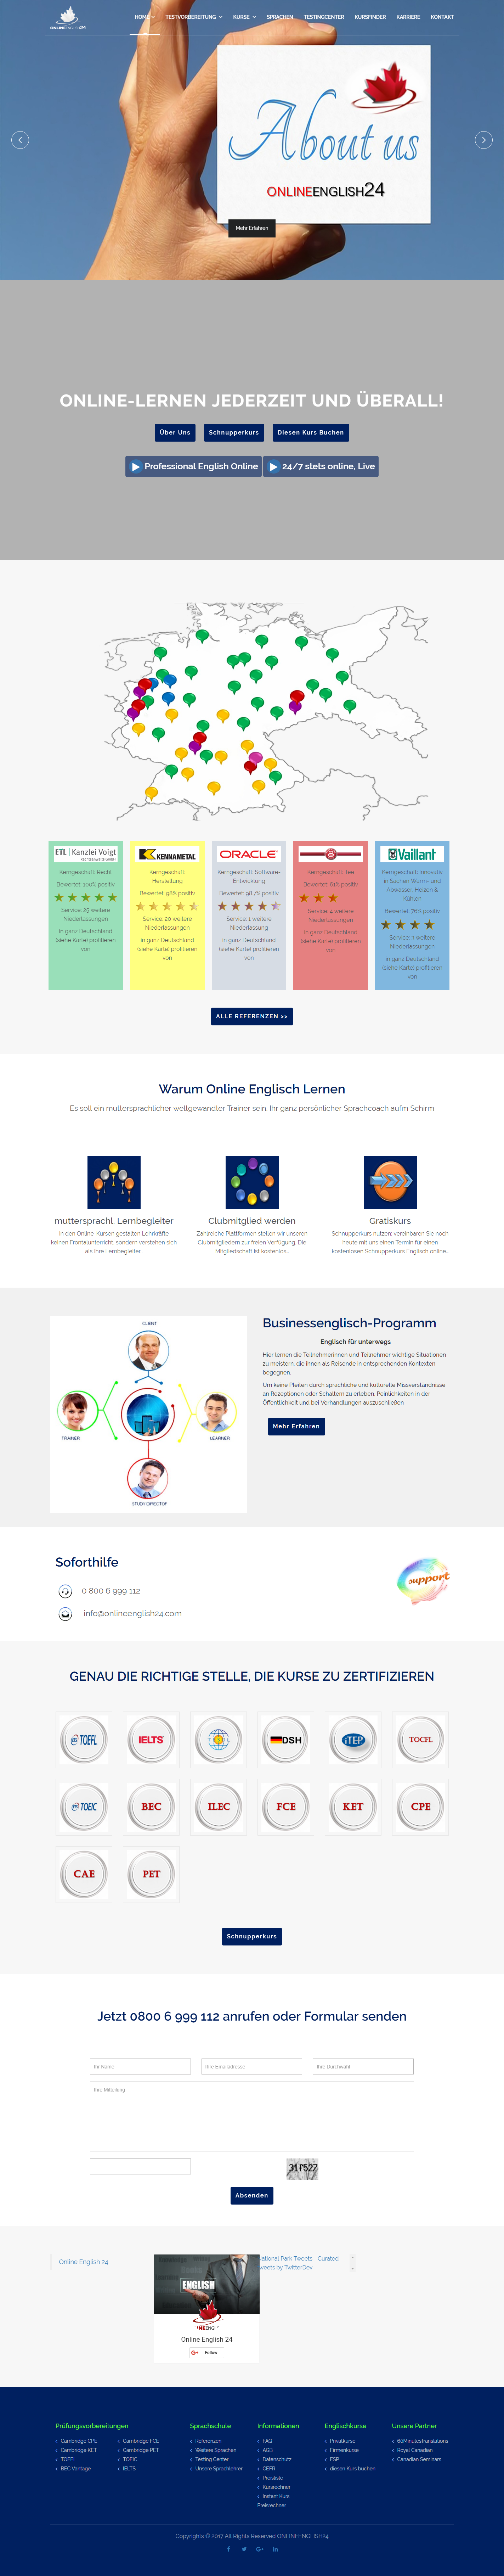 HOME
TESTVORBEREITUNG
KURSE
SPRACHEN
TESTINGCENTER
KURSFINDER
KARRIERE
KONTAKT
ONLINEENGLISH24
About us
ONLINEENGLISH24
Mehr Erfahren
ONLINE-LERNEN JEDERZEIT UND ÜBERALL!
Über Uns
Schnupperkurs
Diesen Kurs Buchen
Professional English Online
24/7 stets online, Live
ETL | Kanzlei Voigt
Rechtsanwalts GmbH
Kerngeschäft: Recht
Bewertet: 100% positiv
Service: 25 weitere
Niederlassungen
in ganz Deutschland
(siehe Karte) profitieren
von
KENNAMETAL
Kerngeschäft:
Herstellung
Bewertet: 98% positiv
Service: 20 weitere
Niederlassungen
in ganz Deutschland
(siehe Karte) profitieren
von
ORACLE
Kerngeschäft: Software-
Entwicklung
Bewertet: 98,7% positiv
Service: 1 weitere
Niederlassung
in ganz Deutschland
(siehe Karte) profitieren
von
Kerngeschäft: Tee
Bewertet: 61% positiv
Service: 4 weitere
Niederlassungen
in ganz Deutschland
(siehe Karte) profitieren
von
Vaillant
Kerngeschäft: Innovativ
in Sachen Wärm- und
Abwasser, Heizen &
Kühlen
Bewertet: 76% positiv
Service: 3 weitere
Niederlassungen
in ganz Deutschland
(siehe Karte) profitieren
von
ALLE REFERENZEN >>
Warum Online Englisch Lernen
Es soll ein muttersprachlicher weltgewandter Trainer sein. Ihr ganz persönlicher Sprachcoach aufm Schirm
muttersprachl. Lernbegleiter
In den Online-Kursen gestalten Lehrkräfte
keinen Frontalunterricht, sondern verstehen sich
als Ihre Lernbegleiter...
Clubmitglied werden
Zahlreiche Plattformen stellen wir unseren
Clubmitgliedern zur freien Verfügung. Die
Mitgliedschaft ist kostenlos...
Gratiskurs
Schnupperkurs nutzen: vereinbaren Sie noch
heute mit uns einen Termin für einen
kostenlosen Schnupperkurs Englisch online...
CLIENT
TRAINER
LEARNER
STUDY DIRECTOR
Businessenglisch-Programm
Englisch für unterwegs
Hier lernen die Teilnehmerinnen und Teilnehmer wichtige Situationen
zu meistern, die ihnen als Reisende in entsprechenden Kontexten
begegnen.
Um keine Pleiten durch sprachliche und kulturelle Missverständnisse
an Rezeptionen oder Schaltern zu erleben, Peinlichkeiten in der
Öffentlichkeit und bei Verhandlungen auszuschließen
Mehr Erfahren
Soforthilfe
0 800 6 999 112
info@onlineenglish24.com
support
GENAU DIE RICHTIGE STELLE, DIE KURSE ZU ZERTIFIZIEREN
TOEFL
IELTS
DSH
iTEP
TOCFL
TOEIC
BEC
ILEC
FCE
KET
CPE
CAE
PET
Schnupperkurs
Jetzt 0800 6 999 112 anrufen oder Formular senden
Ihr Name
Ihre Emailadresse
Ihre Durchwahl
Ihre Mitteilung
31f527
Absenden
Online English 24
ENGLISH
Online English 24
Follow
National Park Tweets - Curated
tweets by TwitterDev
Prüfungsvorbereitungen
Cambridge CPE
Cambridge KET
TOEFL
BEC Vantage
Cambridge FCE
Cambridge PET
TOEIC
IELTS
Sprachschule
Referenzen
Weitere Sprachen
Testing Center
Unsere Sprachlehrer
Informationen
FAQ
AGB
Datenschutz
CEFR
Preisliste
Kursrechner
Instant Kurs
Preisrechner
Englischkurse
Privatkurse
Firmenkurse
ESP
diesen Kurs buchen
Unsere Partner
60MinutesTranslations
Royal Canadian
Canadian Seminars
Copyrights © 2017 All Rights Reserved ONLINEENGLISH24